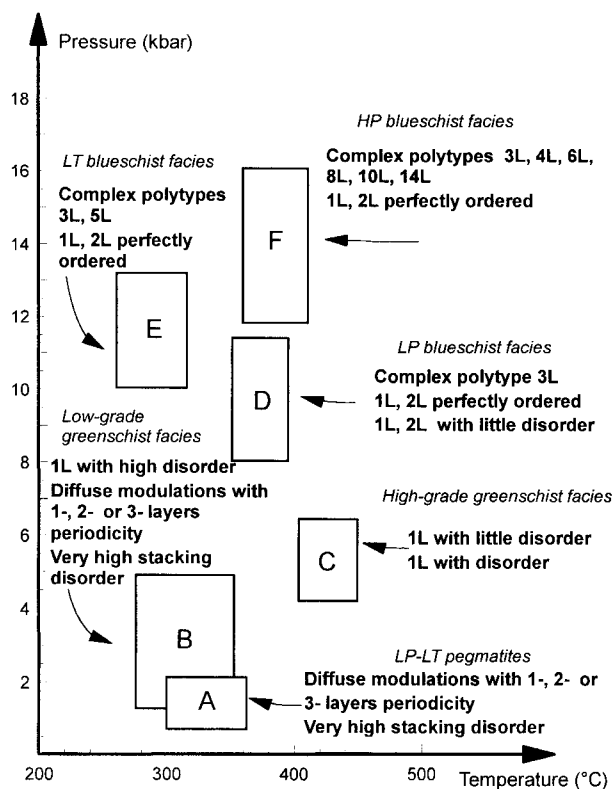 Pressure (kbar)
18
16
14
12
10
8
6
4
2
HP blueschist facies
Complex polytypes 3L, 4L, 6L,
8L, 10L, 14L
1L, 2L perfectly ordered
F
LT blueschist facies
Complex polytypes
3L, 5L
1L, 2L perfectly
ordered
E
LP blueschist facies
Complex polytype 3L
1L, 2L perfectly ordered
1L, 2L with little disorder
D
Low-grade
greenschist facies
1L with high disorder
Diffuse modulations with
1-, 2- or 3- layers
periodicity
Very high stacking
disorder
B
High-grade greenschist facies
1L with little disorder
1L with disorder
C
LP-LT pegmatites
Diffuse modulations with 1-, 2- or
3- layers periodicity
Very high stacking disorder
A
200
300
400
500
Temperature (°C)